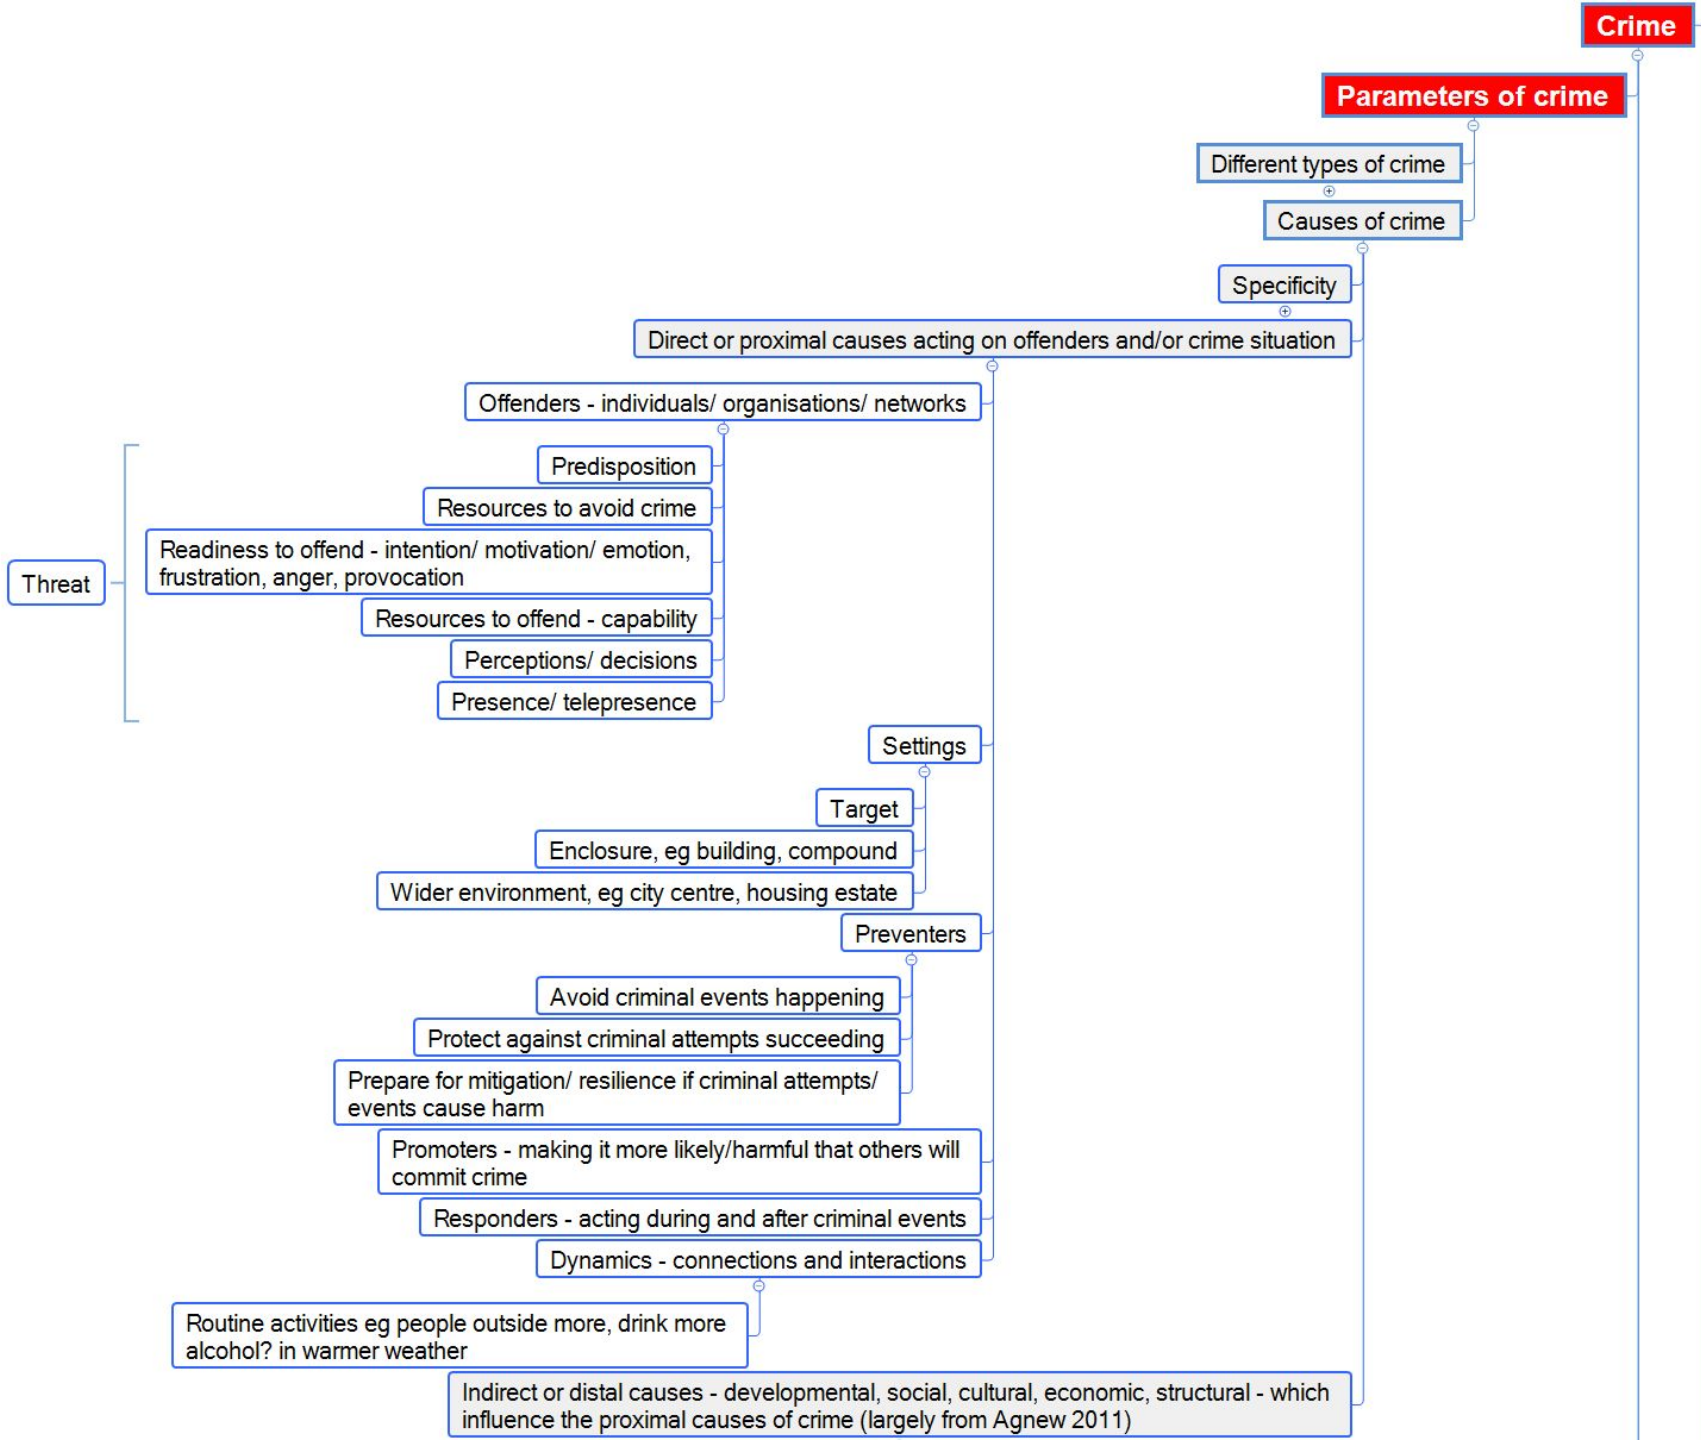 Crime
Parameters of crime
Different types of crime
Causes of crime
Specificity
Direct or proximal causes acting on offenders and/or crime situation
Offenders - individuals/ organisations/ networks
Predisposition
Resources to avoid crime
Readiness to offend - intention/ motivation/ emotion,
frustration, anger, provocation
Threat
Resources to offend - capability
Perceptions/ decisions
Presence/ telepresence
Settings
Target
Enclosure, eg building, compound
Wider environment, eg city centre, housing estate
Preventers
Avoid criminal events happening
Protect against criminal attempts succeeding
Prepare for mitigation/ resilience if criminal attempts/
events cause harm
Promoters - making it more likely/harmful that others will
commit crime
Responders - acting during and after criminal events
Dynamics - connections and interactions
Routine activities eg people outside more, drink more
alcohol? in warmer weather
Indirect or distal causes - developmental, social, cultural, economic, structural - which
influence the proximal causes of crime (largely from Agnew 2011)